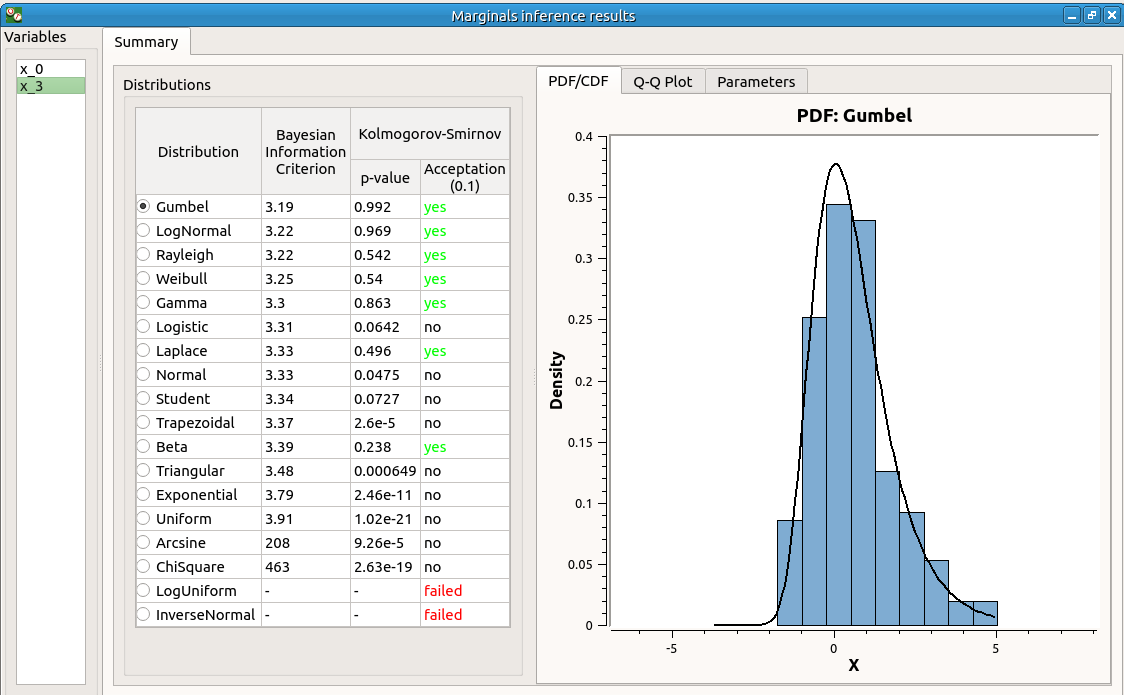 Marginals inference results
Variables
x_0
x_3
Summary
Distributions
Distribution
Bayesian
Information
Criterion
Kolmogorov-Smirnov
p-value
Acceptation
(0.1)
Gumbel 3.19 0.992 yes
LogNormal 3.22 0.969 yes
Rayleigh 3.22 0.542 yes
Weibull 3.25 0.54 yes
Gamma 3.3 0.863 yes
Logistic 3.31 0.0642 no
Laplace 3.33 0.496 yes
Normal 3.33 0.0475 no
Student 3.34 0.0727 no
Trapezoidal 3.37 2.6e-5 no
Beta 3.39 0.238 yes
Triangular 3.48 0.000649 no
Exponential 3.79 2.46e-11 no
Uniform 3.91 1.02e-21 no
Arcsine 208 9.26e-5 no
ChiSquare 463 2.63e-19 no
LogUniform - - failed
InverseNormal - - failed
PDF/CDF Q-Q Plot Parameters
PDF: Gumbel
Density
0.4
0.35
0.3
0.25
0.2
0.15
0.1
0.05
0
-5 0 5
X